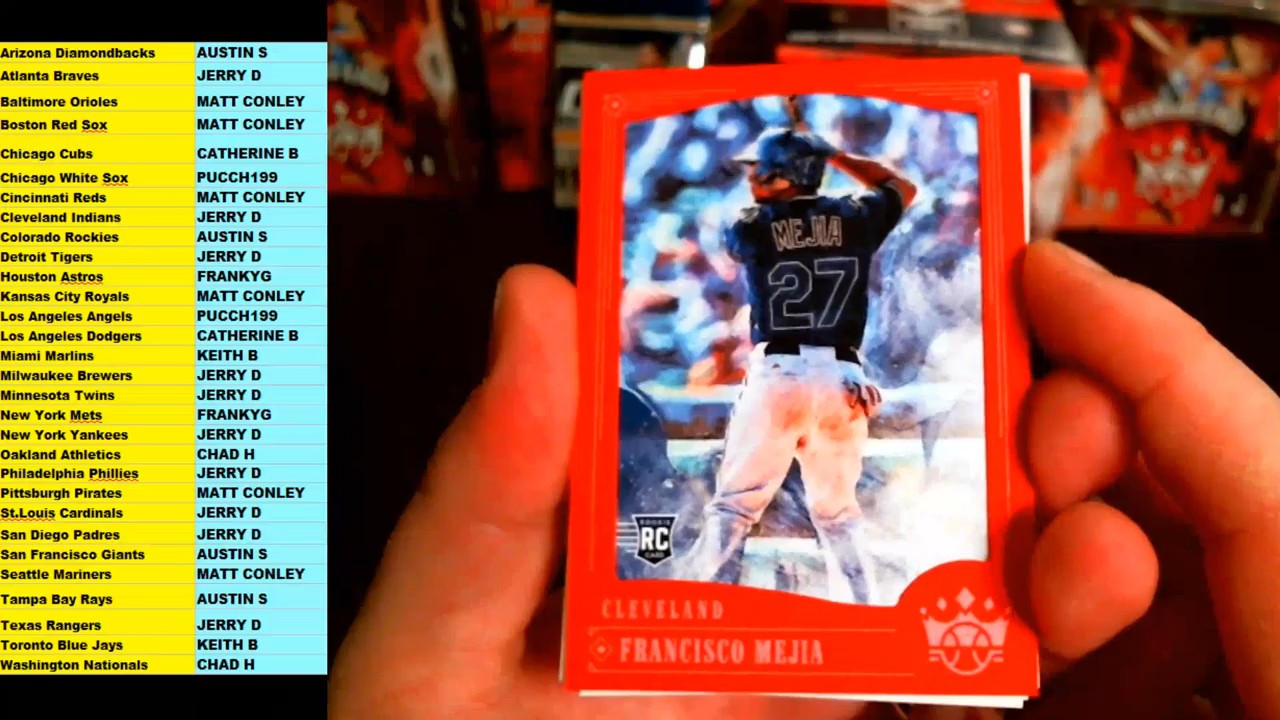 Arizona Diamondbacks AUSTIN S
Atlanta Braves JERRY D
Baltimore Orioles MATT CONLEY
Boston Red Sox MATT CONLEY
Chicago Cubs CATHERINE B
Chicago White Sox PUCCH199
Cincinnati Reds MATT CONLEY
Cleveland Indians JERRY D
Colorado Rockies AUSTIN S
Detroit Tigers JERRY D
Houston Astros FRANKYG
Kansas City Royals MATT CONLEY
Los Angeles Angels PUCCH199
Los Angeles Dodgers CATHERINE B
Miami Marlins KEITH B
Milwaukee Brewers JERRY D
Minnesota Twins JERRY D
New York Mets FRANKYG
New York Yankees JERRY D
Oakland Athletics CHAD H
Philadelphia Phillies JERRY D
Pittsburgh Pirates MATT CONLEY
St.Louis Cardinals JERRY D
San Diego Padres JERRY D
San Francisco Giants AUSTIN S
Seattle Mariners MATT CONLEY
Tampa Bay Rays AUSTIN S
Texas Rangers JERRY D
Toronto Blue Jays KEITH B
Washington Nationals CHAD H
MEJIA
27
ROOKIE
RC
CARD
CLEVELAND
FRANCISCO MEJIA